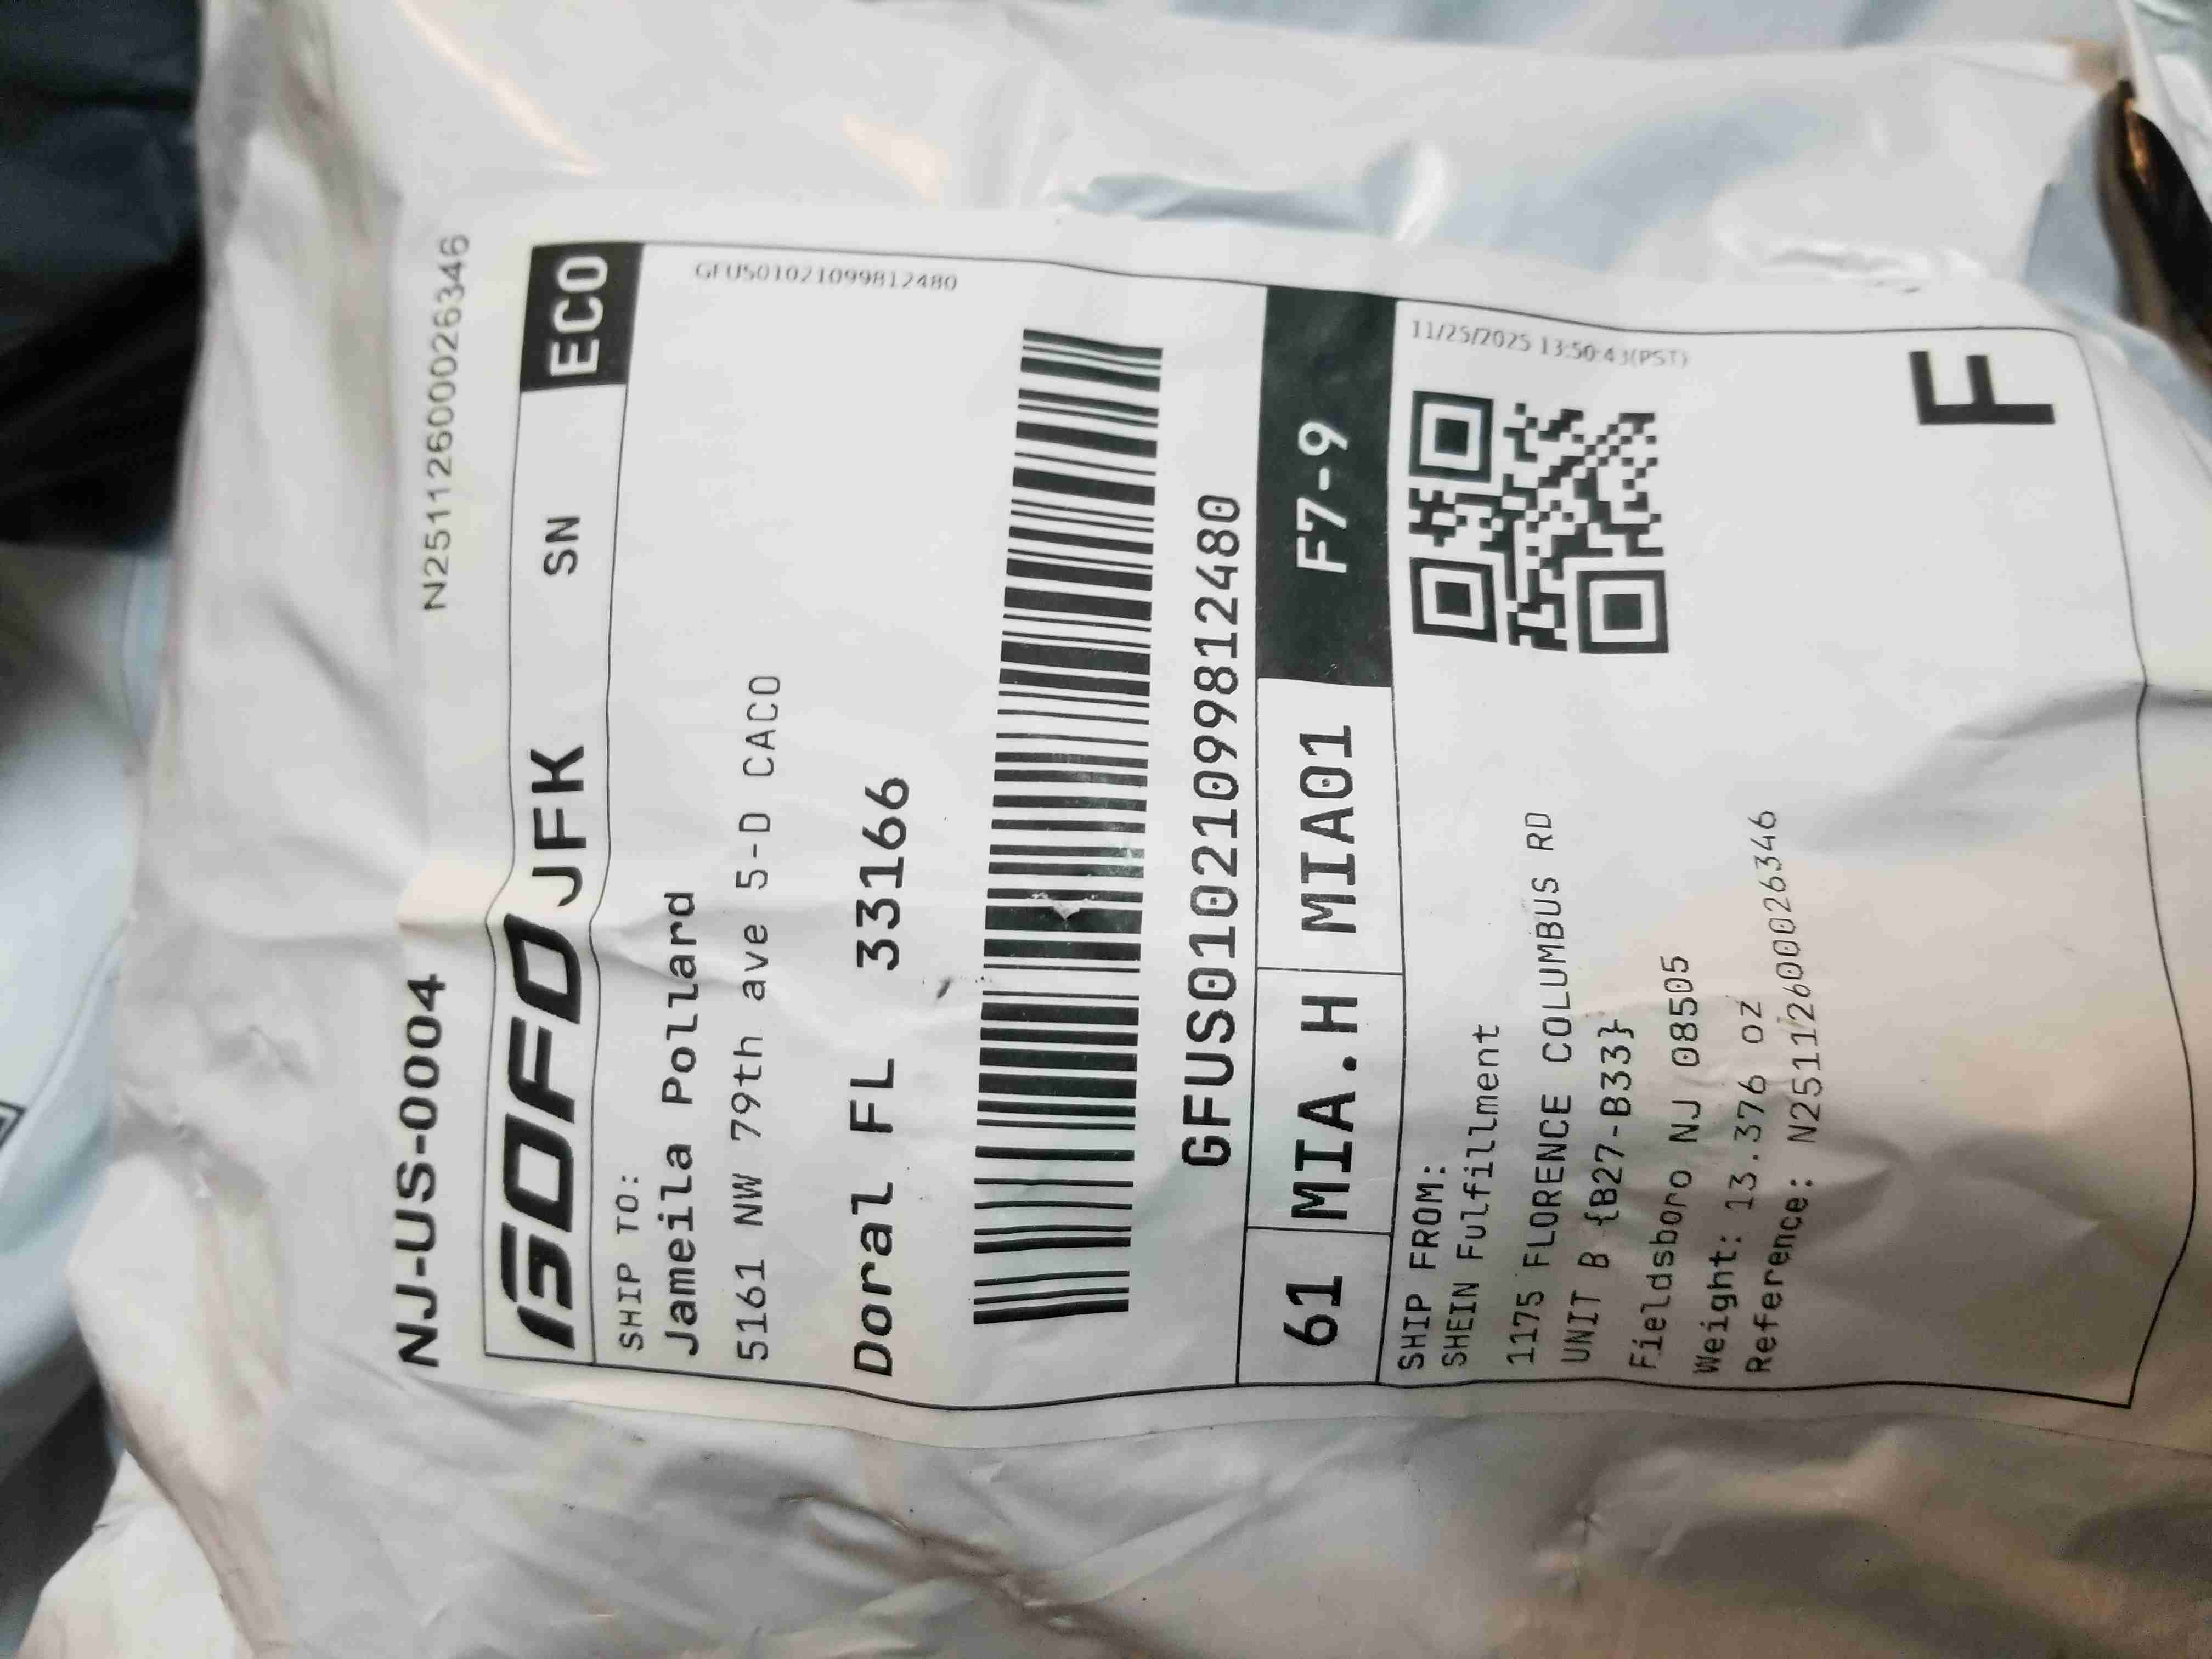 NJ-US-0004 N251126000026346
GOFO JFK SN ECO
SHIP TO:
GFUS01021099812480
Jameila Pollard
5161 NW 79th ave 5-D CACO
Doral FL 33166
GFUS01021099812480
61 MIA.H MIA01 F7-9
SHIP FROM:
11/25/2025 13:50:43(PST)
SHEIN Fulfillment
1175 FLORENCE COLUMBUS RD
UNIT B {B27-B33}
Fieldsboro NJ 08505
Weight: 13.376 oz
Reference: N251126000026346
F